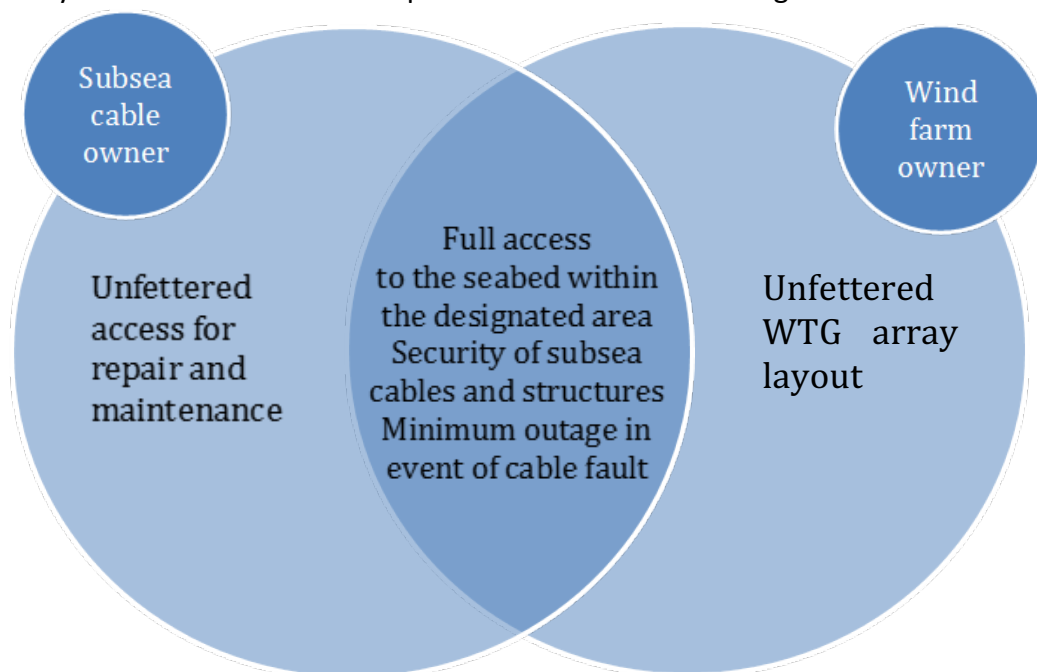 Subsea
cable
owner
Wind
farm
owner
Unfettered
access for
repair and
maintenance
Full access
to the seabed within
the designated area
Security of subsea
cables and structures
Minimum outage in
event of cable fault
Unfettered
WTG array
layout